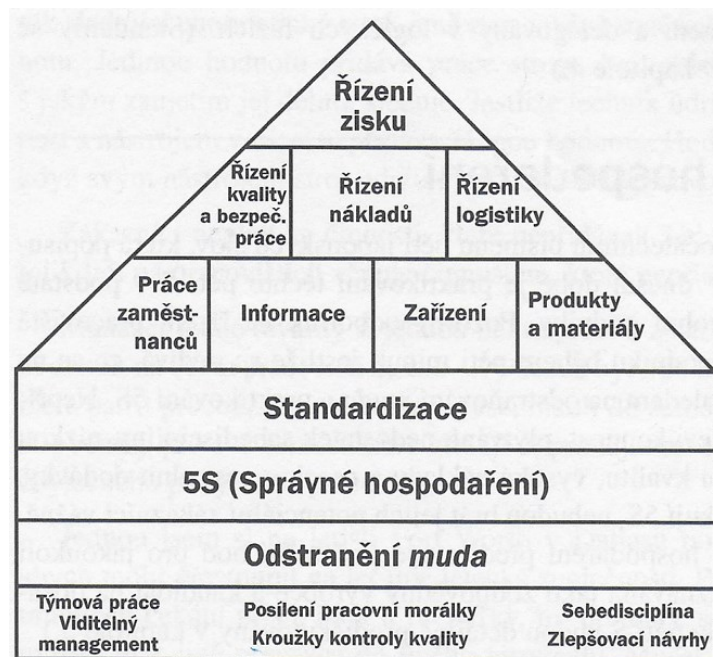 Řízení
zisku
Řízení
kvality
a bezpeč.
práce
Řízení
nákladů
Řízení
logistiky
Práce
zaměst-
nanců
Informace
Zařízení
Produkty
a materiály
Standardizace
5S (Správné hospodaření)
Odstranění muda
Týmová práce
Viditelný
management
Posílení pracovní morálky
Kroužky kontroly kvality
Sebedisciplína
Zlepšovací návrhy